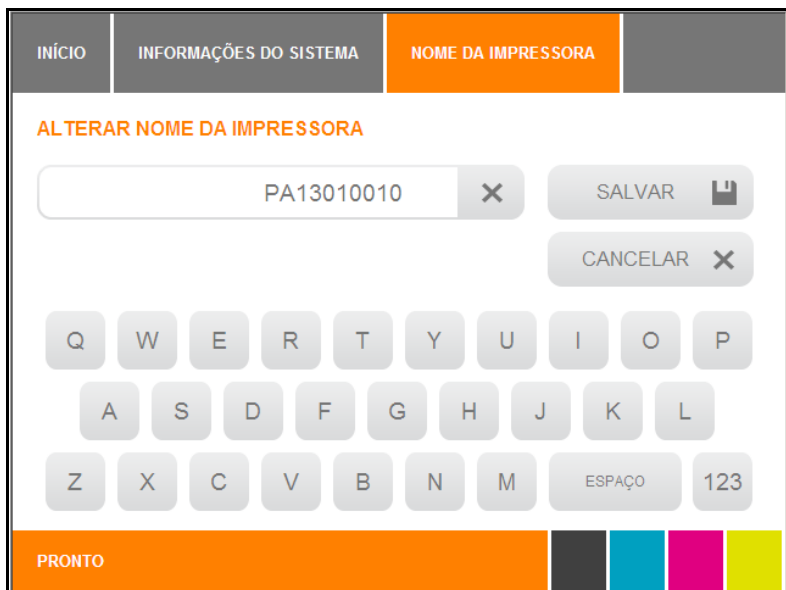 INÍCIO INFORMAÇÕES DO SISTEMA NOME DA IMPRESSORA
ALTERAR NOME DA IMPRESSORA
PA13010010 SALVAR
CANCELAR
Q W E R T Y U I O P
A S D F G H J K L
Z X C V B N M ESPAÇO 123
PRONTO